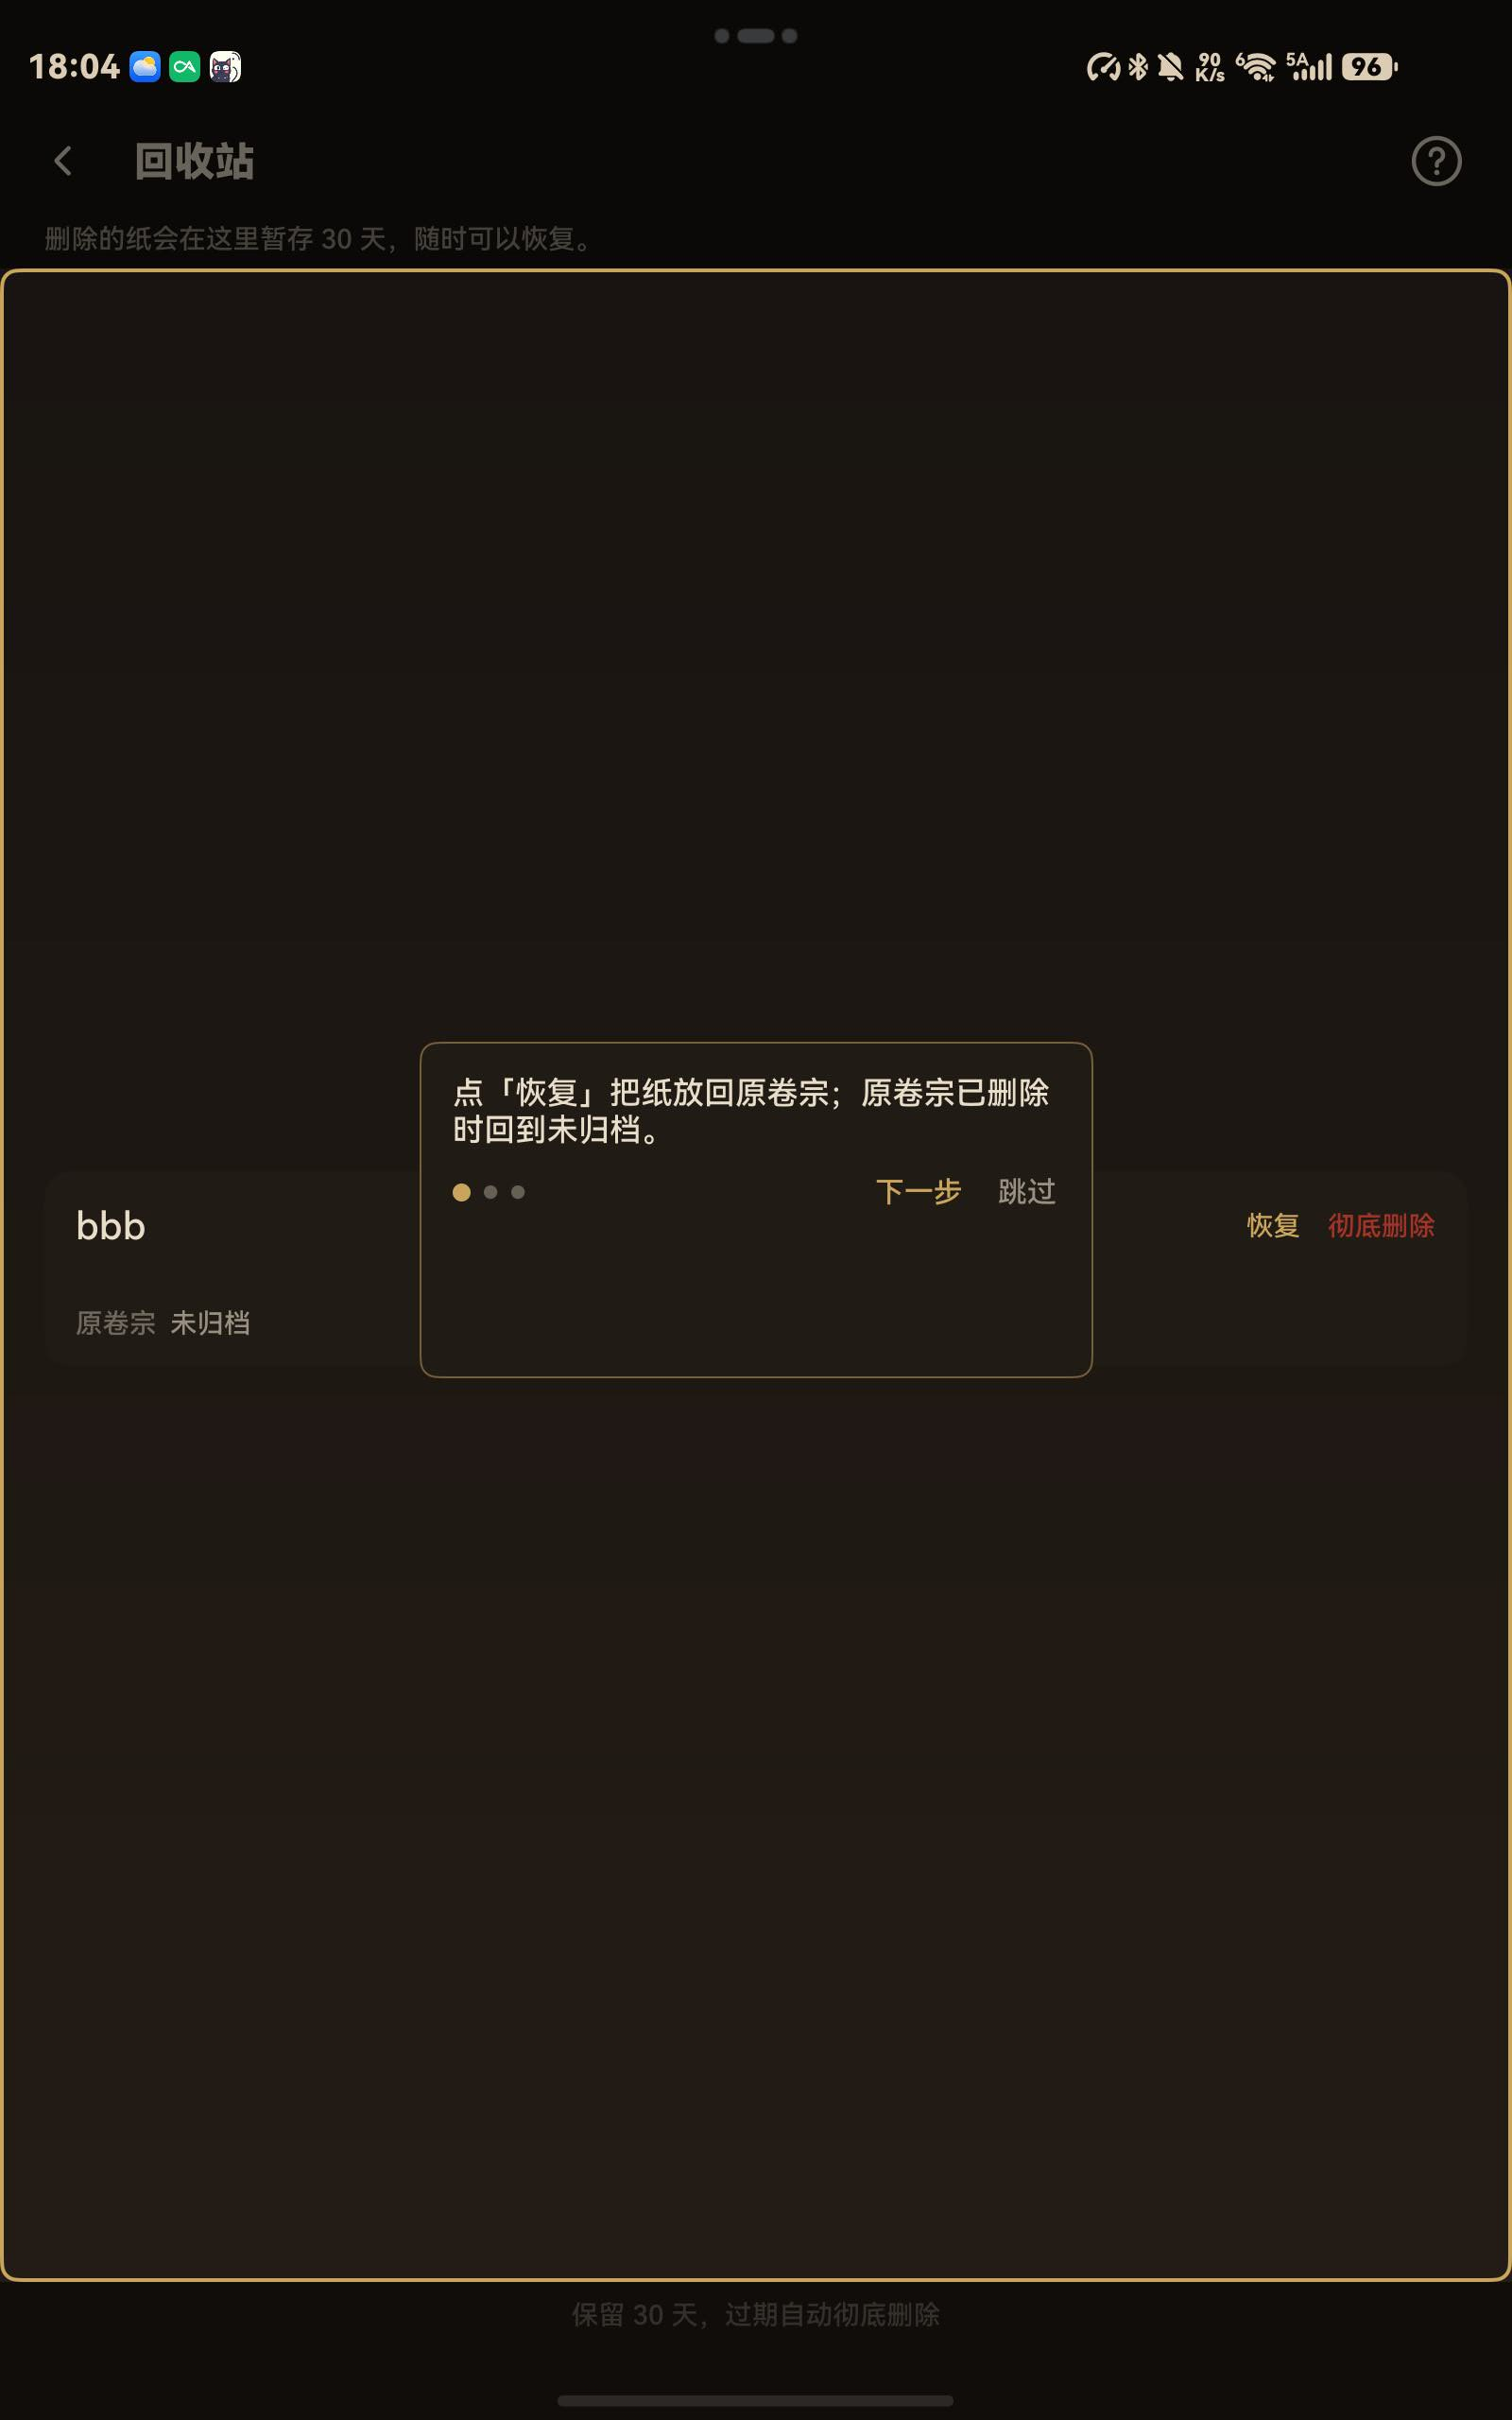 18:04
90 K/s
6
5A
96
回收站
?
删除的纸会在这里暂存 30 天，随时可以恢复。
点「恢复」把纸放回原卷宗；原卷宗已删除
时回到未归档。
下一步 跳过
bbb
恢复 彻底删除
原卷宗 未归档
保留 30 天，过期自动彻底删除